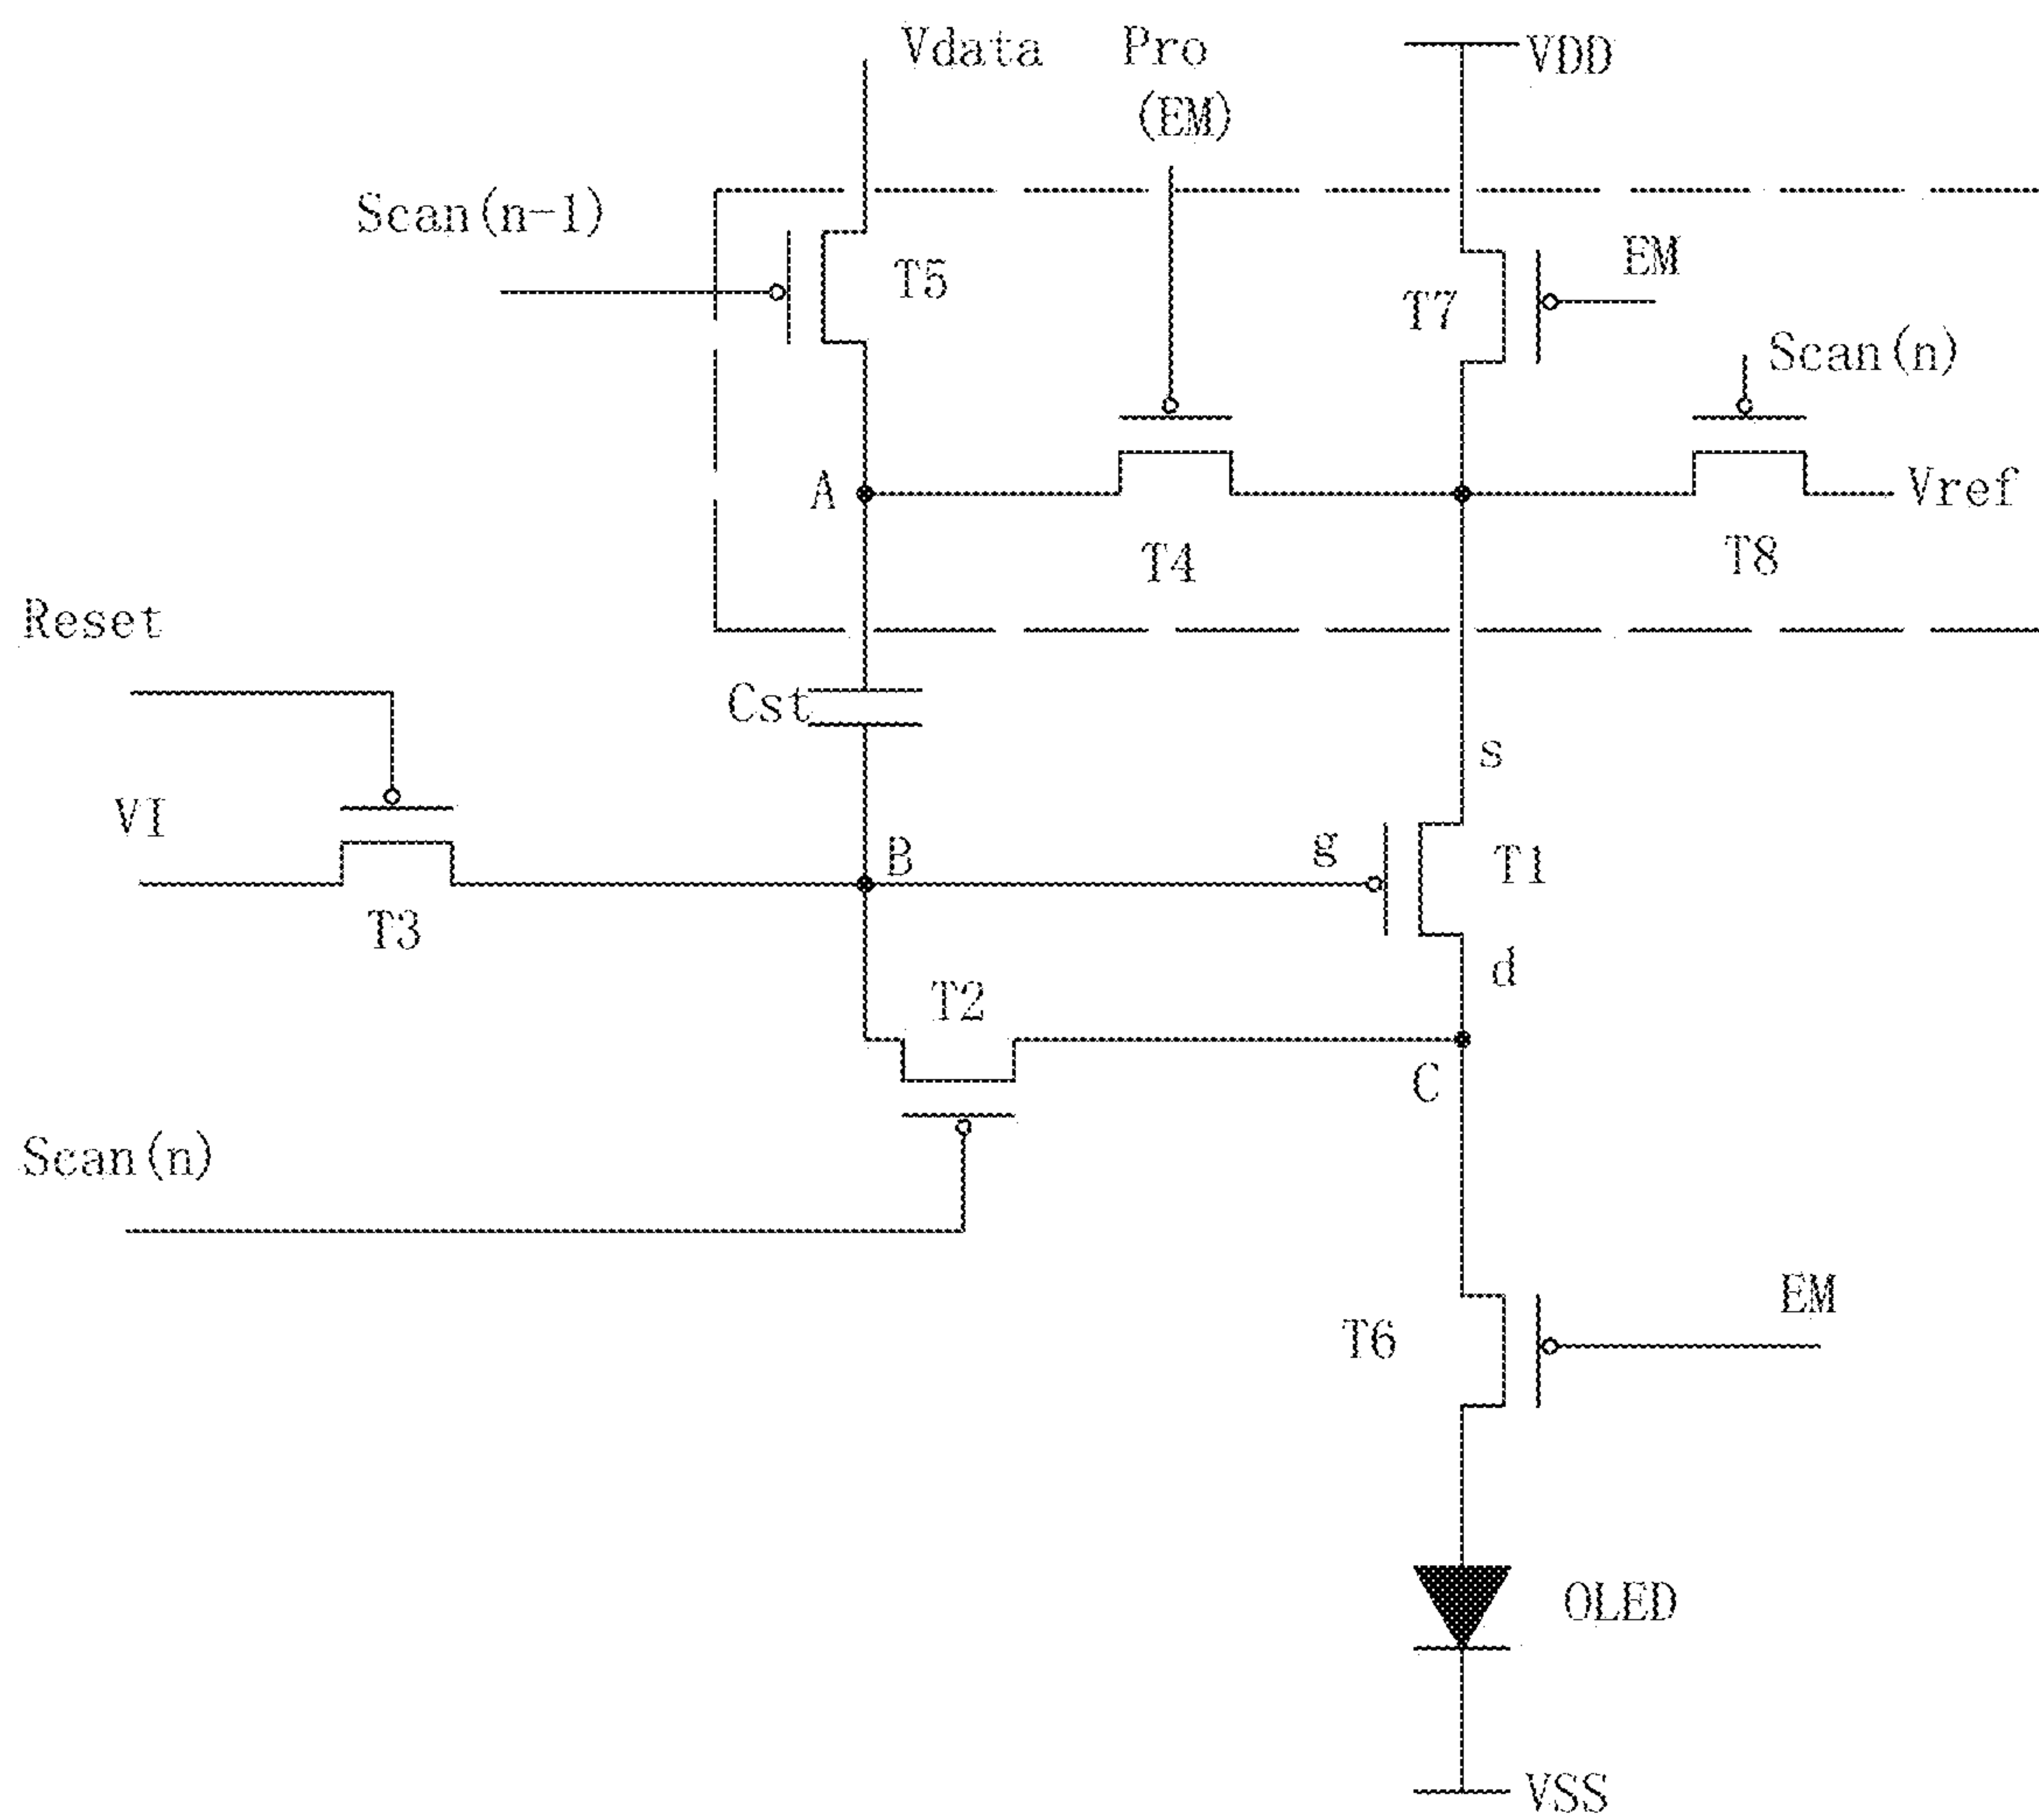 Vdata
Pro
(EM)
VDD
Scan(n-1)
T5
EM
T7
Scan(n)
A
Vref
T4
T8
Reset
Cst
s
VI
B
g
T1
T3
d
T2
C
Scan(n)
EM
T6
OLED
VSS